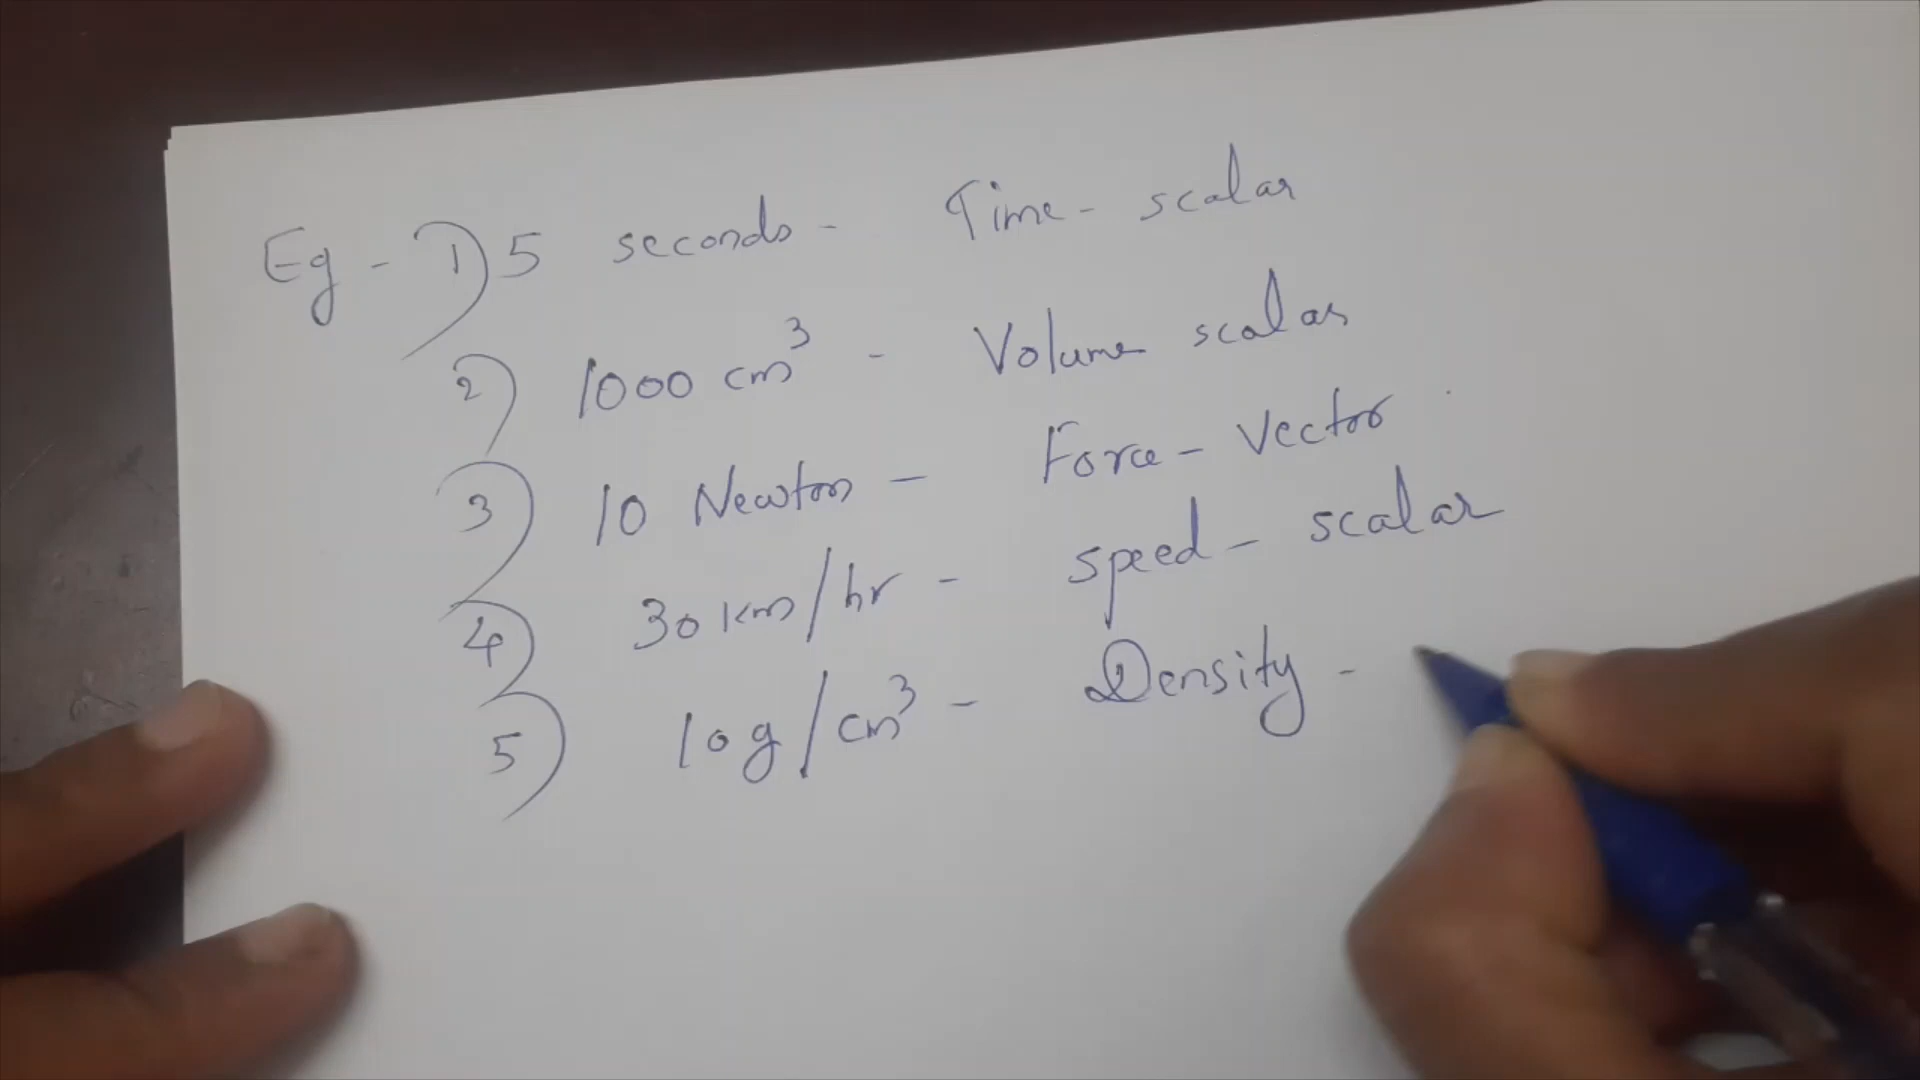 Eg - 1) 5 seconds - Time - scalar
2) 1000 cm³ - Volume scalar
3) 10 Newton - Force - Vector
4) 30 km/hr - speed - scalar
5) 10g/cm³ - Density -